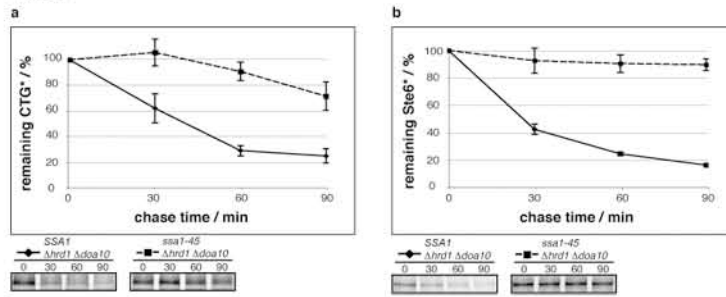 a
100
80
60
40
20
0
remaining CTG* / %
0 30 60 90
chase time / min
SSA1
Δhrd1 Δdoa10
0 30 60 90
ssa1-45
Δhrd1 Δdoa10
0 30 60 90
b
100
80
60
40
20
0
remaining Ste6* / %
0 30 60 90
chase time / min
SSA1
Δhrd1 Δdoa10
0 30 60 90
ssa1-45
Δhrd1 Δdoa10
0 30 60 90